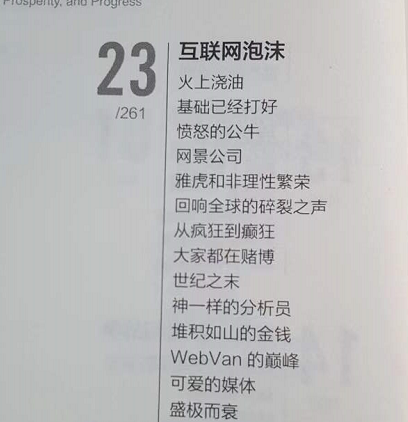 Prosperity, and Progress
23
/261
互联网泡沫
火上浇油
基础已经打好
愤怒的公牛
网景公司
雅虎和非理性繁荣
回响全球的碎裂之声
从疯狂到癫狂
大家都在赌博
世纪之末
神一样的分析员
堆积如山的金钱
WebVan 的巅峰
可爱的媒体
盛极而衰